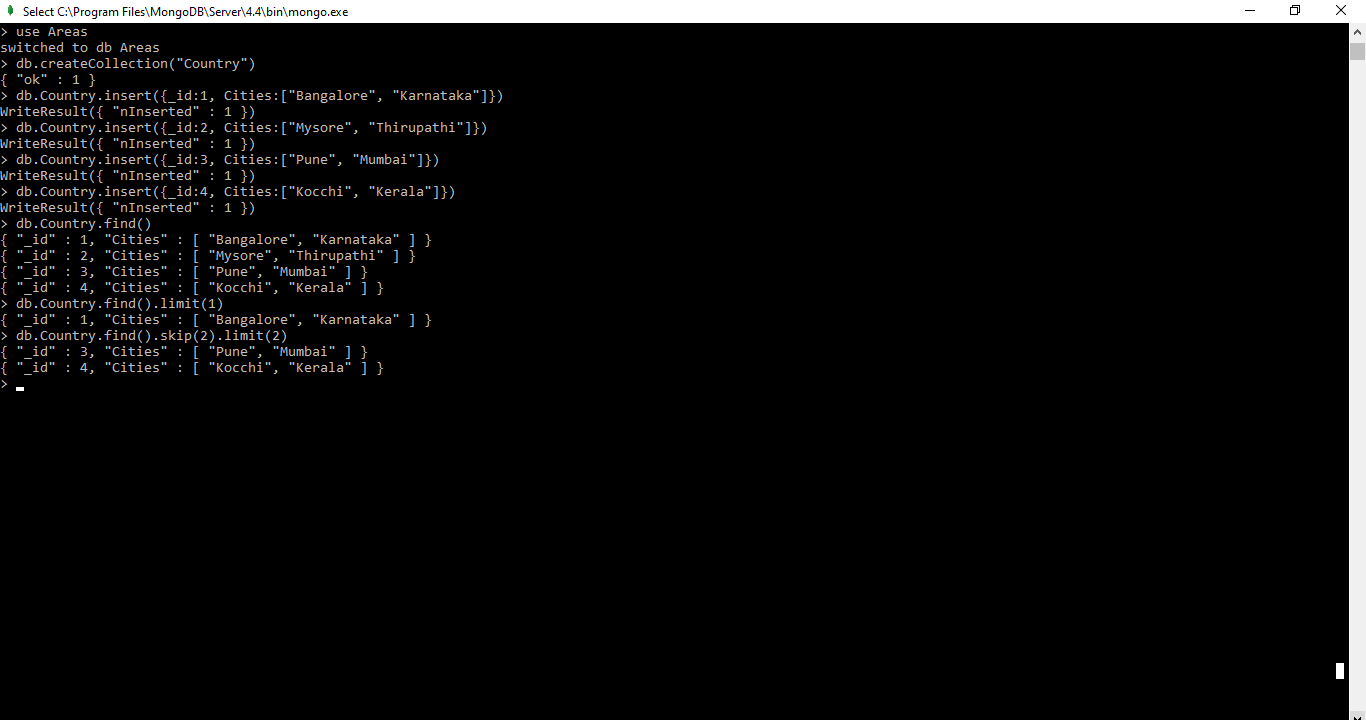 Select C:\Program Files\MongoDB\Server\4.4\bin\mongo.exe
> use Areas
switched to db Areas
> db.createCollection("Country")
{ "ok" : 1 }
> db.Country.insert({_id:1, Cities:["Bangalore", "Karnataka"]})
WriteResult({ "nInserted" : 1 })
> db.Country.insert({_id:2, Cities:["Mysore", "Thirupathi"]})
WriteResult({ "nInserted" : 1 })
> db.Country.insert({_id:3, Cities:["Pune", "Mumbai"]})
WriteResult({ "nInserted" : 1 })
> db.Country.insert({_id:4, Cities:["Kocchi", "Kerala"]})
WriteResult({ "nInserted" : 1 })
> db.Country.find()
{ "_id" : 1, "Cities" : [ "Bangalore", "Karnataka" ] }
{ "_id" : 2, "Cities" : [ "Mysore", "Thirupathi" ] }
{ "_id" : 3, "Cities" : [ "Pune", "Mumbai" ] }
{ "_id" : 4, "Cities" : [ "Kocchi", "Kerala" ] }
> db.Country.find().limit(1)
{ "_id" : 1, "Cities" : [ "Bangalore", "Karnataka" ] }
> db.Country.find().skip(2).limit(2)
{ "_id" : 3, "Cities" : [ "Pune", "Mumbai" ] }
{ "_id" : 4, "Cities" : [ "Kocchi", "Kerala" ] }
>